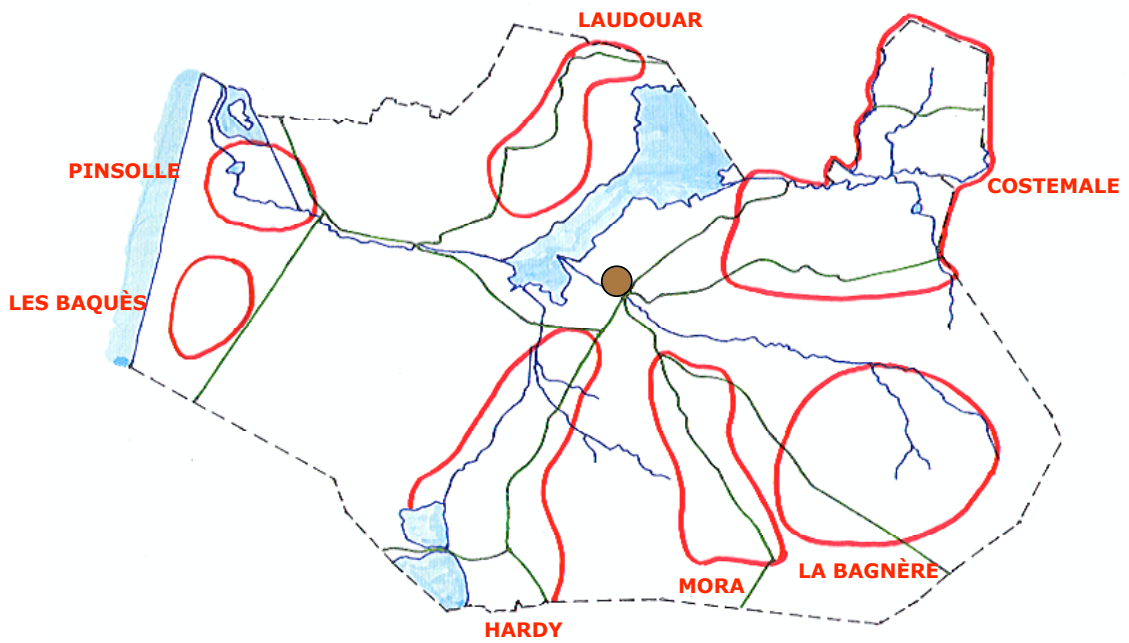 LAUDOUAR
PINSOLLE
COSTEMALE
LES BAQUÈS
LA BAGNÈRE
MORA
HARDY